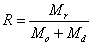 R = M_r / (M_o + M_d)